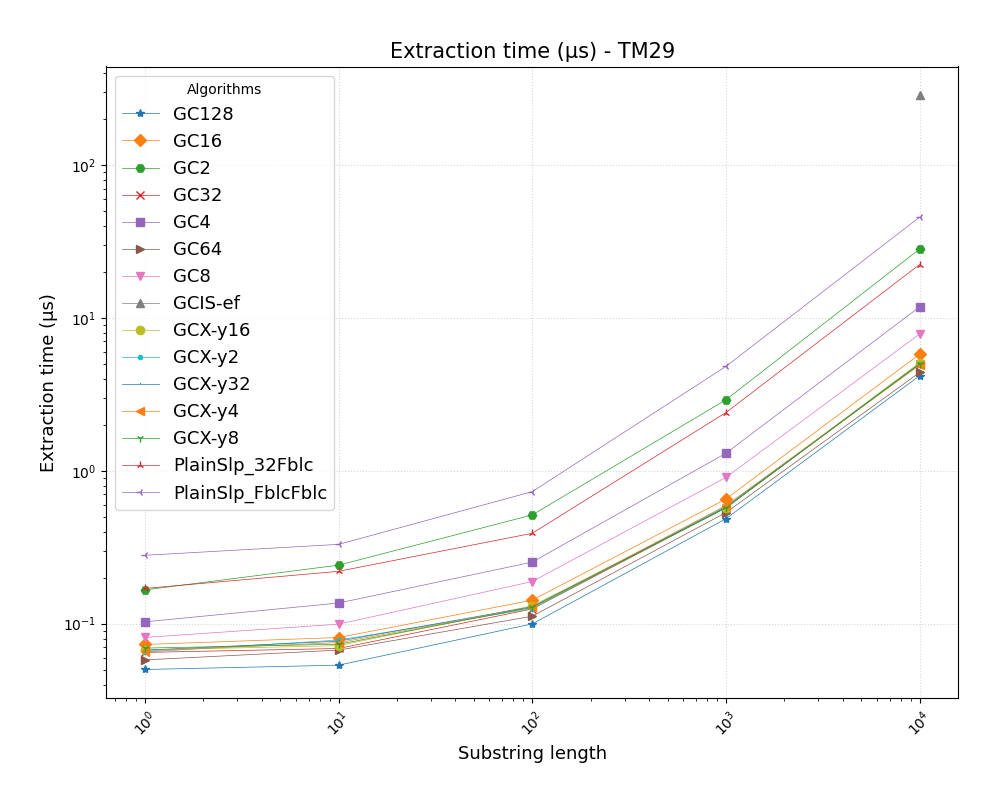 Extraction time (µs) - TM29
Algorithms
GC128
GC16
GC2
GC32
GC4
GC64
GC8
GCIS-ef
GCX-y16
GCX-y2
GCX-y32
GCX-y4
GCX-y8
PlainSlp_32Fblc
PlainSlp_FblcFblc
Extraction time (µs)
10²
10¹
10⁰
10⁻¹
10⁰ 10¹ 10² 10³ 10⁴
Substring length